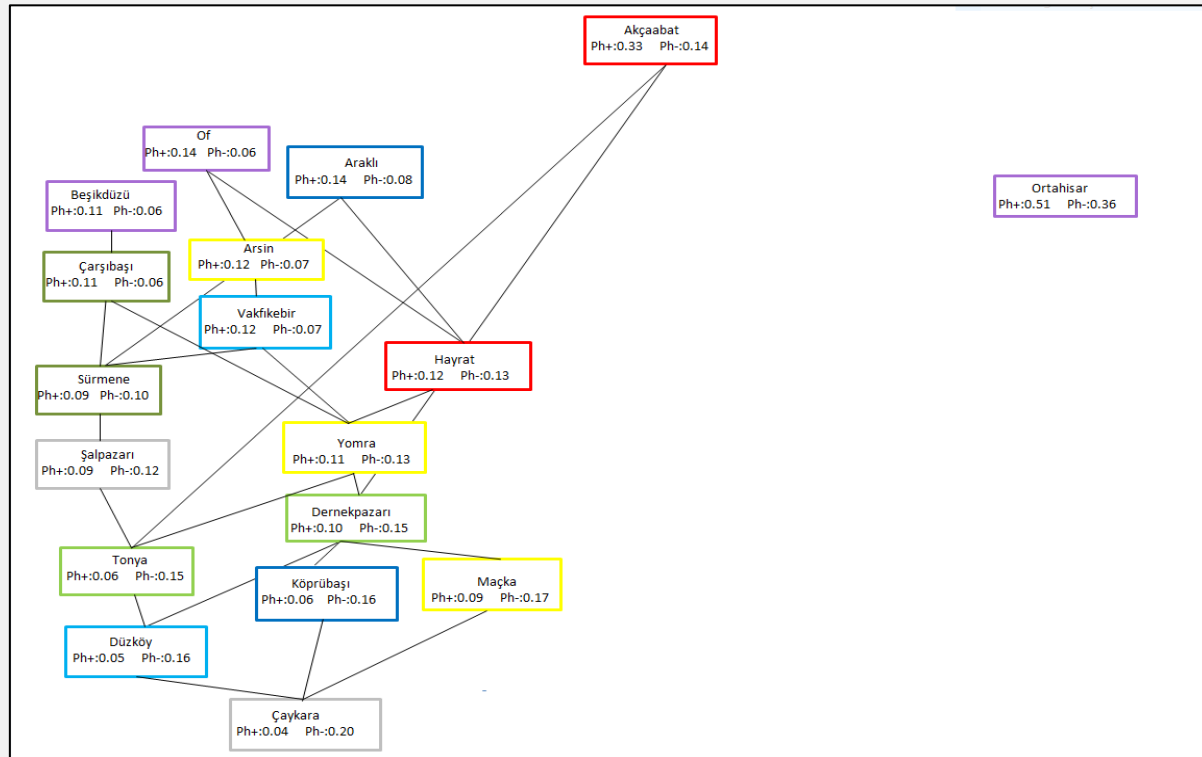 Akçaabat
Ph+:0.33 Ph-:0.14
Of
Ph+:0.14 Ph-:0.06
Araklı
Ph+:0.14 Ph-:0.08
Beşikdüzü
Ph+:0.11 Ph-:0.06
Ortahisar
Ph+:0.51 Ph-:0.36
Arsin
Ph+:0.12 Ph-:0.07
Çarşıbaşı
Ph+:0.11 Ph-:0.06
Vakfıkebir
Ph+:0.12 Ph-:0.07
Hayrat
Ph+:0.12 Ph-:0.13
Sürmene
Ph+:0.09 Ph-:0.10
Yomra
Ph+:0.11 Ph-:0.13
Şalpazarı
Ph+:0.09 Ph-:0.12
Dernekpazarı
Ph+:0.10 Ph-:0.15
Tonya
Ph+:0.06 Ph-:0.15
Köprübaşı
Ph+:0.06 Ph-:0.16
Maçka
Ph+:0.09 Ph-:0.17
Düzköy
Ph+:0.05 Ph-:0.16
Çaykara
Ph+:0.04 Ph-:0.20